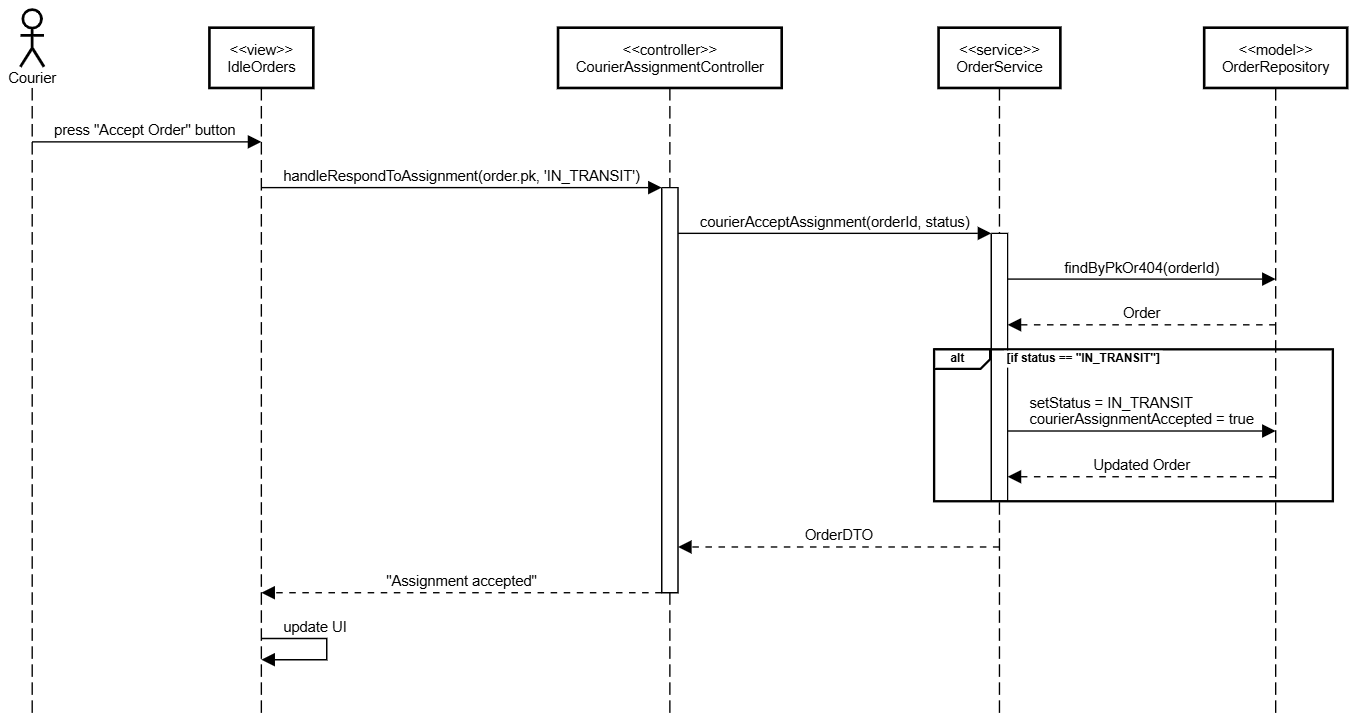 Courier
<<view>>
IdleOrders
<<controller>>
CourierAssignmentController
<<service>>
OrderService
<<model>>
OrderRepository
press "Accept Order" button
handleRespondToAssignment(order.pk, 'IN_TRANSIT')
courierAcceptAssignment(orderId, status)
findByPkOr404(orderId)
Order
alt
[if status == "IN_TRANSIT"]
setStatus = IN_TRANSIT
courierAssignmentAccepted = true
Updated Order
OrderDTO
"Assignment accepted"
update UI